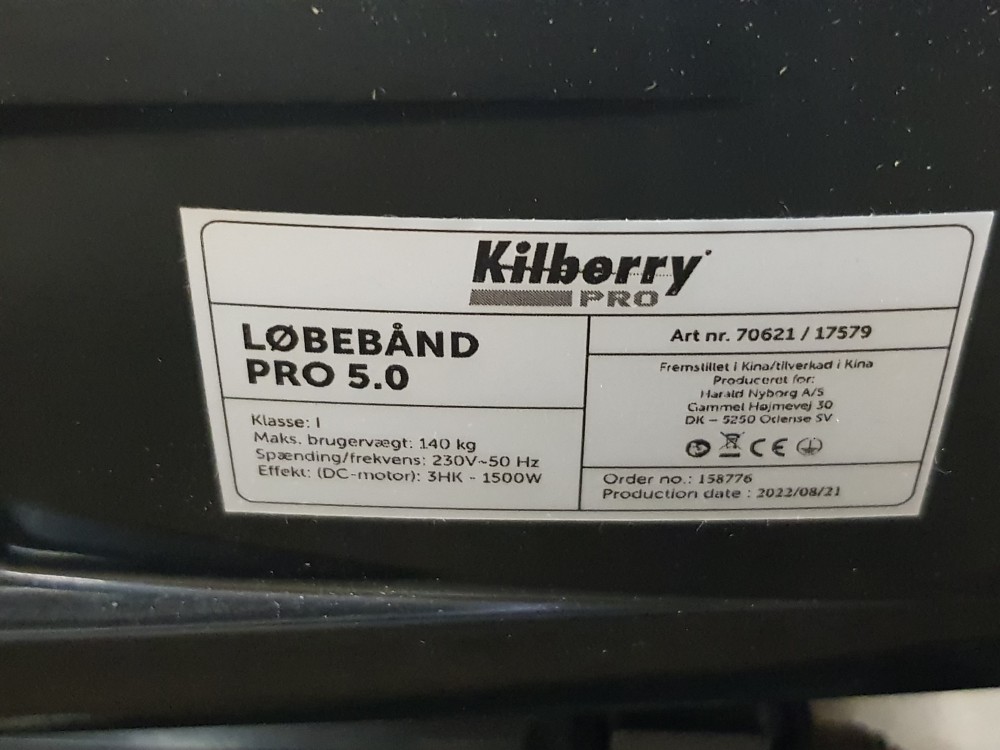 Kilberry
PRO
LØBEBÅND
PRO 5.0
Klasse: I
Maks. brugervægt: 140 kg
Spænding/frekvens: 230V~50 Hz
Effekt: (DC-motor): 3HK - 1500W
Art nr. 70621 / 17579
Fremstillet i Kina/tilverkad i Kina
Produceret for:
Harald Nyborg A/S
Gammel Højmevej 30
DK - 5250 Odense SV
CE
Order no.: 158776
Production date : 2022/08/21